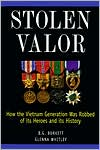 STOLEN
VALOR
How the Vietnam Generation Was Robbed
of Its Heroes and its History
B.G. BURKETT
GLENNA WHITLEY